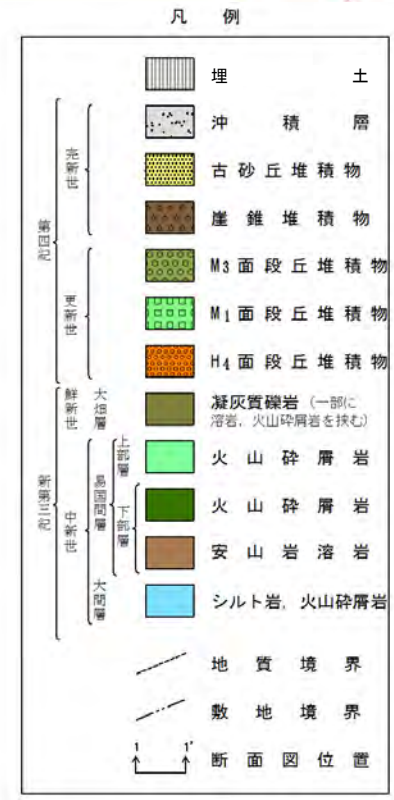 凡 例
埋 土
沖 積 層
古 砂 丘 堆 積 物
崖 錐 堆 積 物
M3 面 段 丘 堆 積 物
M1 面 段 丘 堆 積 物
H4 面 段 丘 堆 積 物
凝灰質礫岩（一部に
溶岩，火山砕屑岩を挟む）
火 山 砕 屑 岩
火 山 砕 屑 岩
安 山 岩 溶 岩
シルト岩，火山砕屑岩
地 質 境 界
敷 地 境 界
1 1'
断 面 図 位 置
第四紀
完新世
更新世
新第三紀
鮮新世
大畑層
中新世
易国間層
上部層
下部層
大間層